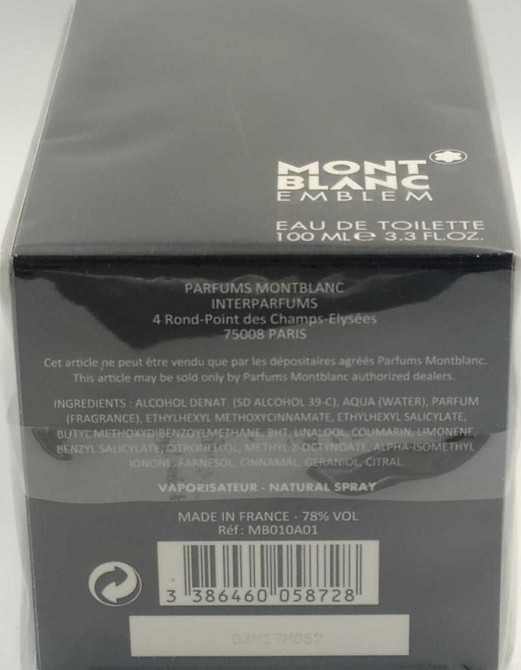 MONT
BLANC
EMBLEM
EAU DE TOILETTE
100 ML e 3.3 FL.OZ.
PARFUMS MONTBLANC
INTERPARFUMS
4 Rond-Point des Champs-Elysées
75008 PARIS
Cet article ne peut être vendu que par les dépositaires agréés Parfums Montblanc.
This article may be sold only by Parfums Montblanc authorized dealers.
INGREDIENTS : ALCOHOL DENAT. (SD ALCOHOL 39-C), AQUA (WATER), PARFUM
(FRAGRANCE), ETHYLHEXYL METHOXYCINNAMATE, ETHYLHEXYL SALICYLATE,
BUTYL METHOXYDIBENZOYLMETHANE, BHT, LINALOOL, COUMARIN, LIMONENE,
BENZYL SALICYLATE, CITRONELLOL, METHYL 2-OCTYNOATE, ALPHA-ISOMETHYL
IONONE, FARNESOL, CINNAMAL, GERANIOL, CITRAL.
VAPORISATEUR - NATURAL SPRAY
MADE IN FRANCE - 78% VOL
Réf : MB010A01
3 386460 058728